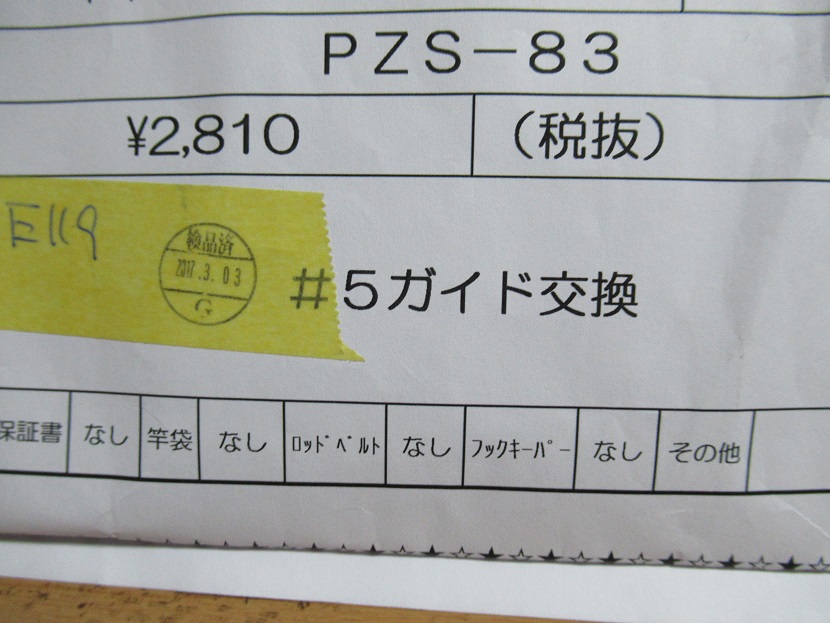 PZS－83
¥2,810 （税抜）
E119
検品済
2017.3.03
G
#5ガイド交換
保証書 なし 竿袋 なし ﾛｯﾄﾞﾍﾞﾙﾄ なし ﾌｯｸｷｰﾊﾟｰ なし その他